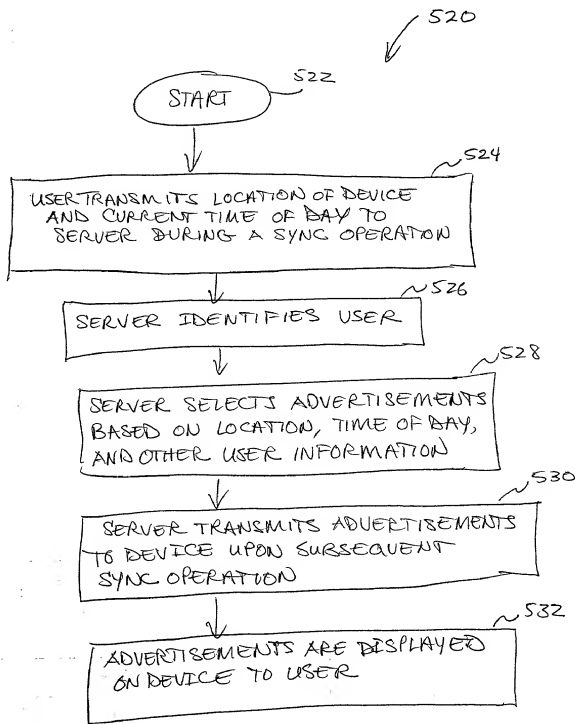 520
522
START
524
USER TRANSMITS LOCATION OF DEVICE
AND CURRENT TIME OF DAY TO
SERVER DURING A SYNC OPERATION
526
SERVER IDENTIFIES USER
528
SERVER SELECTS ADVERTISEMENTS
BASED ON LOCATION, TIME OF DAY,
AND OTHER USER INFORMATION
530
SERVER TRANSMITS ADVERTISEMENTS
TO DEVICE UPON SUBSEQUENT
SYNC OPERATION
532
ADVERTISEMENTS ARE DISPLAYED
ON DEVICE TO USER